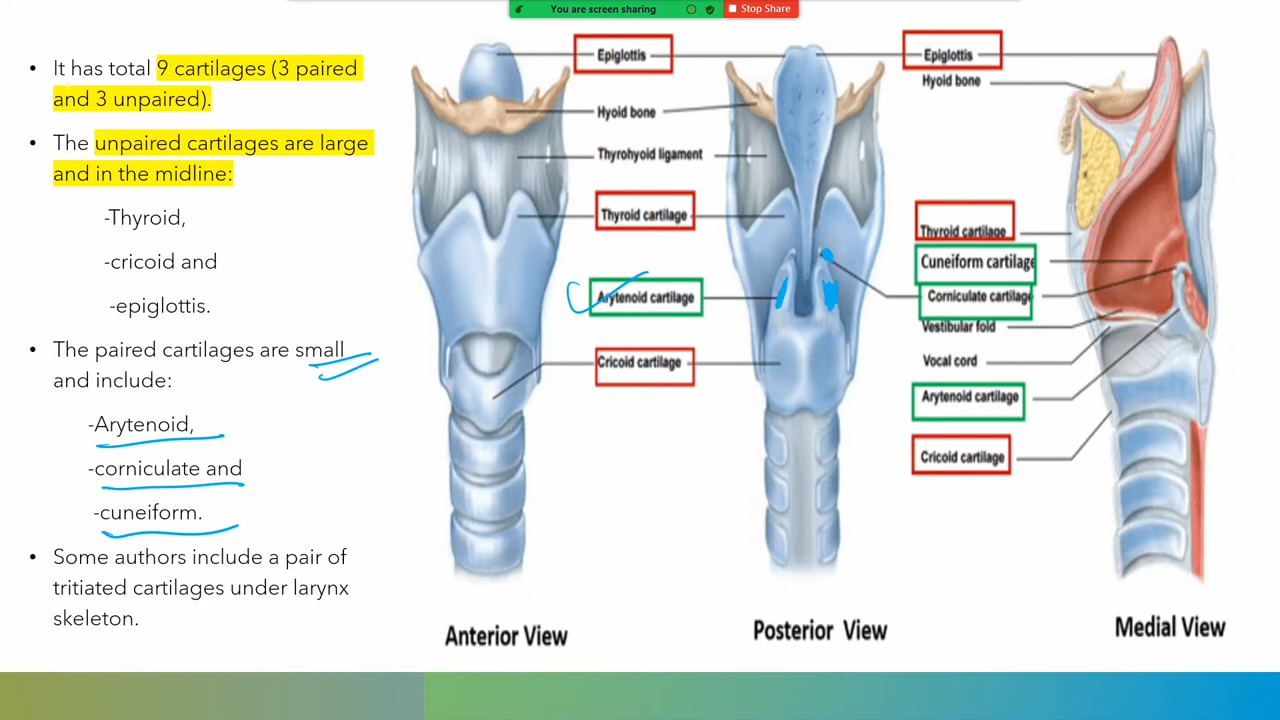 You are screen sharing
Stop Share
• It has total 9 cartilages (3 paired
and 3 unpaired).
• The unpaired cartilages are large
and in the midline:
-Thyroid,
-cricoid and
-epiglottis.
• The paired cartilages are small
and include:
-Arytenoid,
-corniculate and
-cuneiform.
• Some authors include a pair of
tritiated cartilages under larynx
skeleton.
Epiglottis
Hyoid bone
Thyrohyoid ligament
Thyroid cartilage
Arytenoid cartilage
Cricoid cartilage
Epiglottis
Hyoid bone
Thyroid cartilage
Cuneiform cartilage
Corniculate cartilage
Vestibular fold
Vocal cord
Arytenoid cartilage
Cricoid cartilage
Anterior View
Posterior View
Medial View